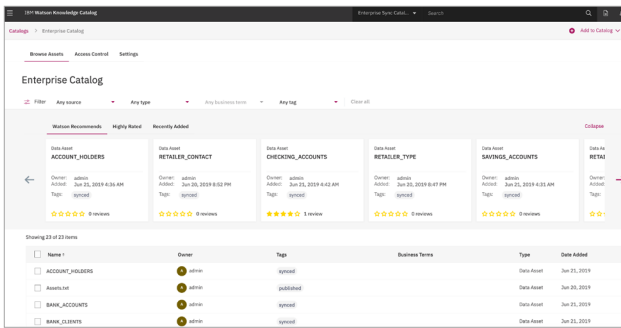 IBM Watson Knowledge Catalog
Enterprise Sync Catal... Search
Catalogs Enterprise Catalog Add to Catalog
Browse Assets Access Control Settings
Enterprise Catalog
Filter Any source Any type Any business term Any tag Clear all
Watson Recommends Highly Rated Recently Added Collapse
Data Asset Data Asset Data Asset Data Asset Data Asset Data As
ACCOUNT_HOLDERS RETAILER_CONTACT CHECKING_ACCOUNTS RETAILER_TYPE SAVINGS_ACCOUNTS RETAI
Owner: admin Owner: admin Owner: admin Owner: admin Owner: admin Owner:
Added: Jun 21, 2019 4:36 AM Added: Jun 20, 2019 8:52 PM Added: Jun 21, 2019 4:42 AM Added: Jun 20, 2019 8:47 PM Added: Jun 21, 2019 4:31 AM Added:
Tags: synced Tags: synced Tags: synced Tags: synced Tags: synced Tags:
0 reviews 0 reviews 1 review 0 reviews 0 reviews
Showing 23 of 23 items
Name Owner Tags Business Terms Type Date Added
ACCOUNT_HOLDERS A admin synced Data Asset Jun 21, 2019
Assets.txt A admin published Data Asset Jun 20, 2019
BANK_ACCOUNTS A admin synced Data Asset Jun 21, 2019
BANK_CLIENTS A admin synced Data Asset Jun 21, 2019